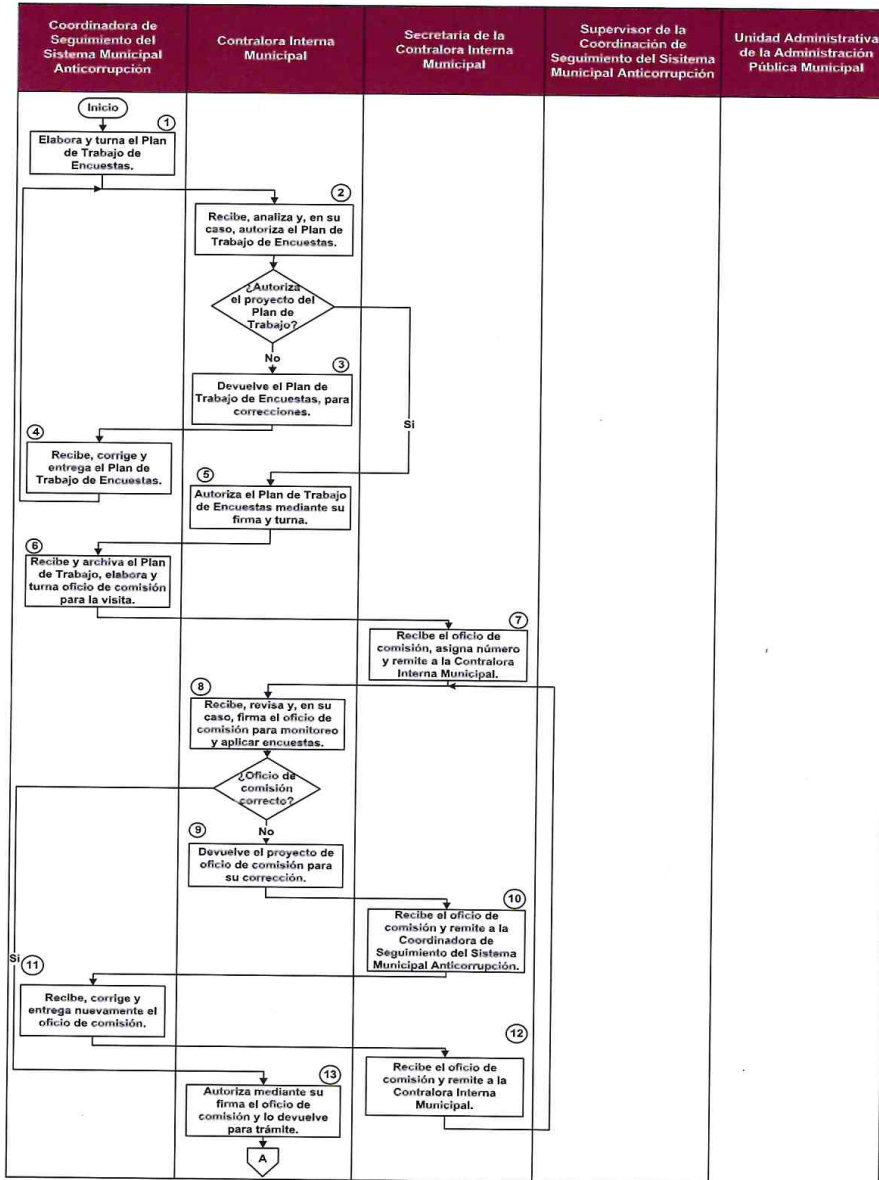 Coordinadora de
Seguimiento del
Sistema Municipal
Anticorrupción
Contralora Interna
Municipal
Secretaria de la
Contralora Interna
Municipal
Supervisor de la
Coordinación de
Seguimiento del Sisitema
Municipal Anticorrupción
Unidad Administrativa
de la Administración
Pública Municipal
Inicio
1
Elabora y turna el Plan
de Trabajo de
Encuestas.
2
Recibe, analiza y, en su
caso, autoriza el Plan de
Trabajo de Encuestas.
¿Autoriza
el proyecto del
Plan de
Trabajo?
No
3
Devuelve el Plan de
Trabajo de Encuestas, para
correcciones.
Si
4
Recibe, corrige y
entrega el Plan de
Trabajo de Encuestas.
5
Autoriza el Plan de Trabajo
de Encuestas mediante su
firma y turna.
6
Recibe y archiva el Plan
de Trabajo, elabora y
turna oficio de comisión
para la visita.
7
Recibe el oficio de
comisión, asigna número
y remite a la Contralora
Interna Municipal.
8
Recibe, revisa y, en su
caso, firma el oficio de
comisión para monitoreo
y aplicar encuestas.
¿Oficio de
comisión
correcto?
No
9
Devuelve el proyecto de
oficio de comisión para
su corrección.
10
Recibe el oficio de
comisión y remite a la
Coordinadora de
Seguimiento del Sistema
Municipal Anticorrupción.
Si
11
Recibe, corrige y
entrega nuevamente el
oficio de comisión.
12
Recibe el oficio de
comisión y remite a la
Contralora Interna
Municipal.
13
Autoriza mediante su
firma el oficio de
comisión y lo devuelve
para trámite.
A